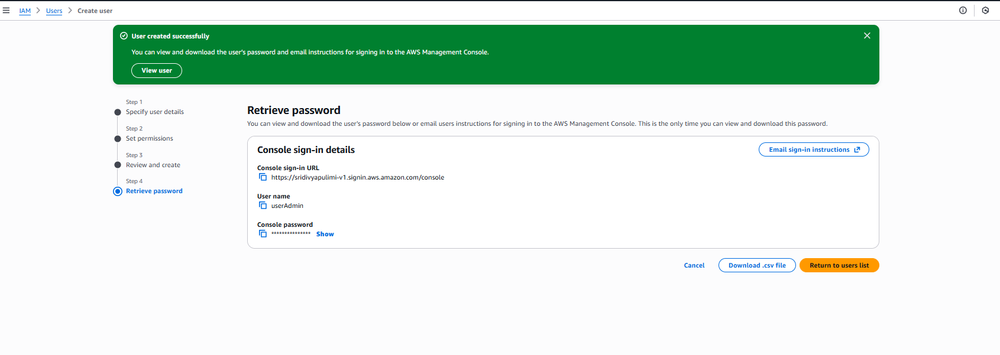 IAM > Users > Create user
User created successfully
You can view and download the user's password and email instructions for signing in to the AWS Management Console.
View user
Step 1
Specify user details
Step 2
Set permissions
Step 3
Review and create
Step 4
Retrieve password
Retrieve password
You can view and download the user's password below or email users instructions for signing in to the AWS Management Console. This is the only time you can view and download this password.
Console sign-in details
Email sign-in instructions
Console sign-in URL
https://sridivyapulimi-v1.signin.aws.amazon.com/console
User name
userAdmin
Console password
*************** Show
Cancel
Download .csv file
Return to users list